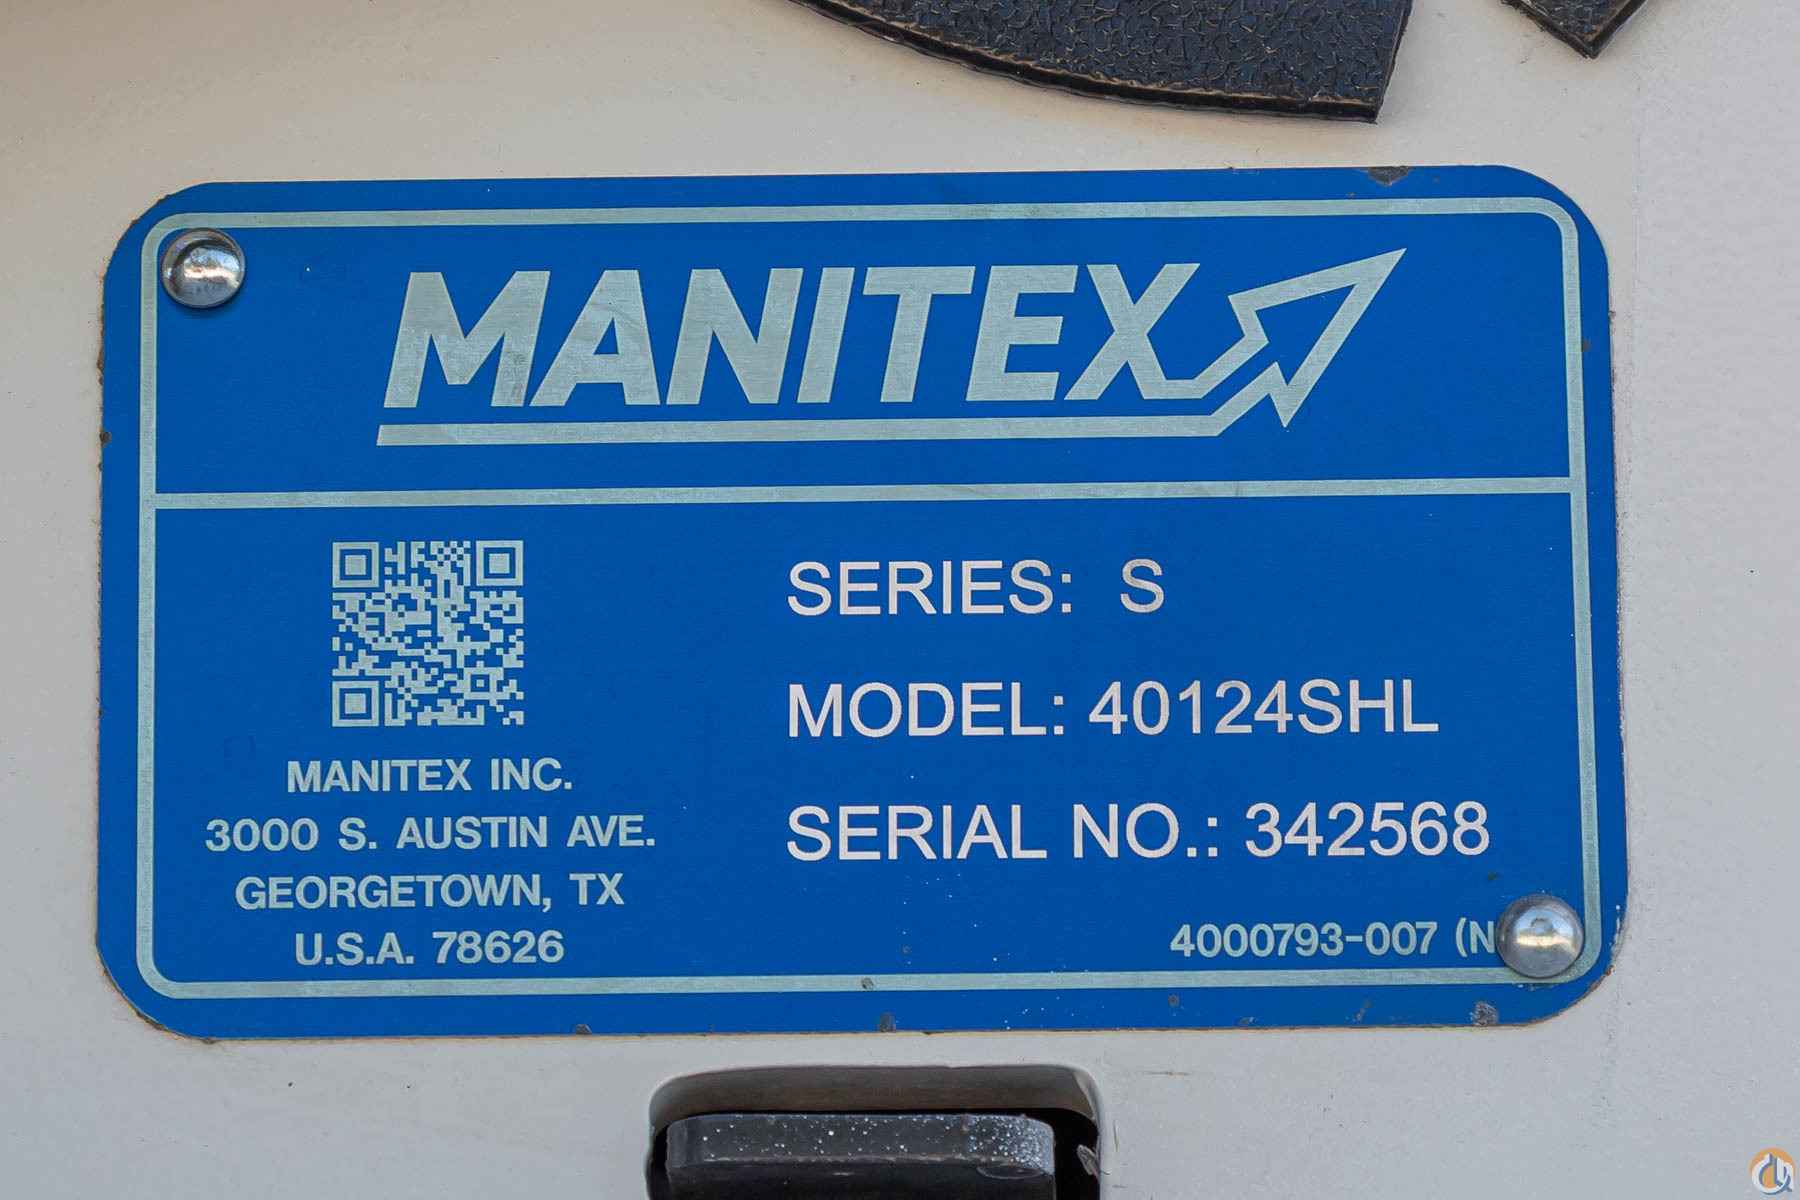 MANITEX
SERIES: S
MODEL: 40124SHL
SERIAL NO.: 342568
MANITEX INC.
3000 S. AUSTIN AVE.
GEORGETOWN, TX
U.S.A. 78626
4000793-007 (N